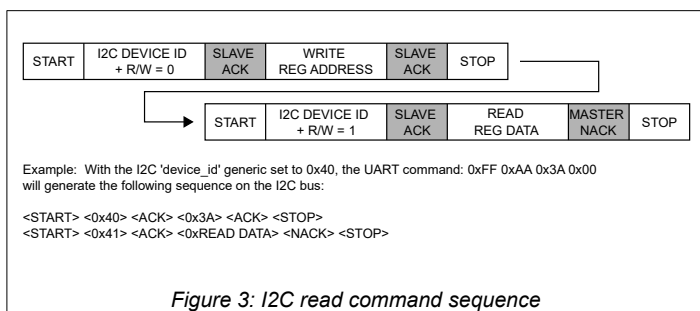 START I2C DEVICE ID + R/W = 0 SLAVE ACK WRITE REG ADDRESS SLAVE ACK STOP
START I2C DEVICE ID + R/W = 1 SLAVE ACK READ REG DATA MASTER NACK STOP
Example: With the I2C 'device_id' generic set to 0x40, the UART command: 0xFF 0xAA 0x3A 0x00
will generate the following sequence on the I2C bus:
<START> <0x40> <ACK> <0x3A> <ACK> <STOP>
<START> <0x41> <ACK> <0xREAD DATA> <NACK> <STOP>
Figure 3: I2C read command sequence